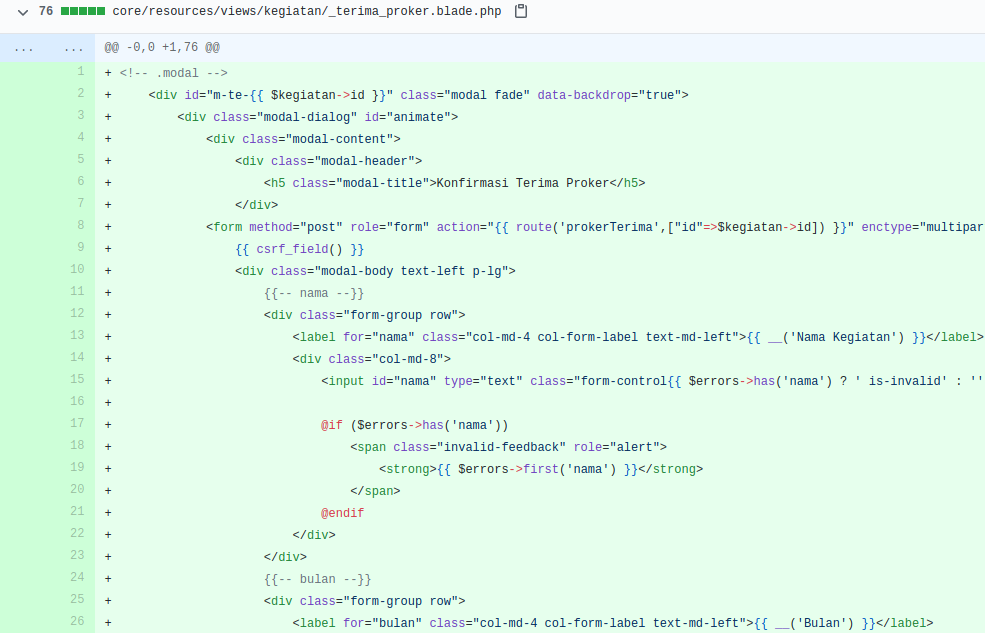 76 core/resources/views/kegiatan/_terima_proker.blade.php
... ... @@ -0,0 +1,76 @@
1 + <!-- .modal -->
2 + <div id="m-te-{{ $kegiatan->id }}" class="modal fade" data-backdrop="true">
3 + <div class="modal-dialog" id="animate">
4 + <div class="modal-content">
5 + <div class="modal-header">
6 + <h5 class="modal-title">Konfirmasi Terima Proker</h5>
7 + </div>
8 + <form method="post" role="form" action="{{ route('prokerTerima',["id"=>$kegiatan->id]) }}" enctype="multipar
9 + {{ csrf_field() }}
10 + <div class="modal-body text-left p-lg">
11 + {{-- nama --}}
12 + <div class="form-group row">
13 + <label for="nama" class="col-md-4 col-form-label text-md-left">{{ __('Nama Kegiatan') }}</label>
14 + <div class="col-md-8">
15 + <input id="nama" type="text" class="form-control{{ $errors->has('nama') ? ' is-invalid' : ''
16 +
17 + @if ($errors->has('nama'))
18 + <span class="invalid-feedback" role="alert">
19 + <strong>{{ $errors->first('nama') }}</strong>
20 + </span>
21 + @endif
22 + </div>
23 + </div>
24 + {{-- bulan --}}
25 + <div class="form-group row">
26 + <label for="bulan" class="col-md-4 col-form-label text-md-left">{{ __('Bulan') }}</label>